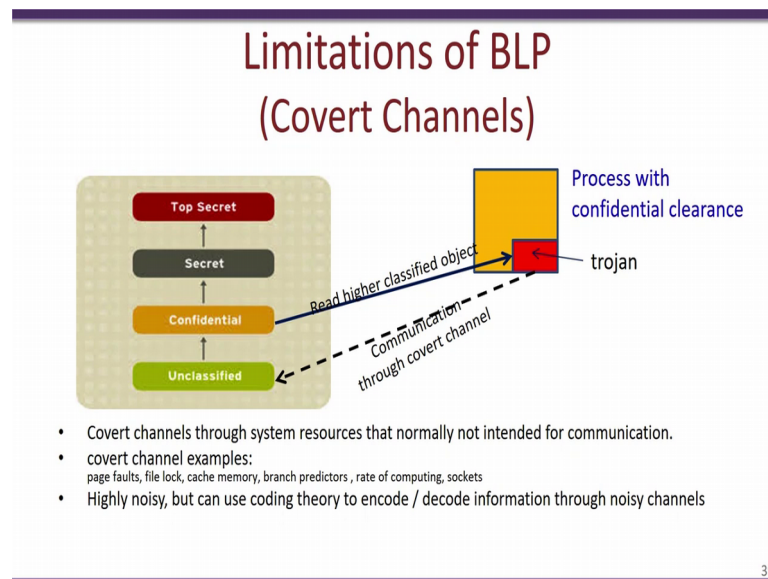 Limitations of BLP
(Covert Channels)
Top Secret
Secret
Confidential
Unclassified
Read higher classified object
Communication
through covert channel
Process with
confidential clearance
trojan
• Covert channels through system resources that normally not intended for communication.
• covert channel examples:
page faults, file lock, cache memory, branch predictors , rate of computing, sockets
• Highly noisy, but can use coding theory to encode / decode information through noisy channels
3